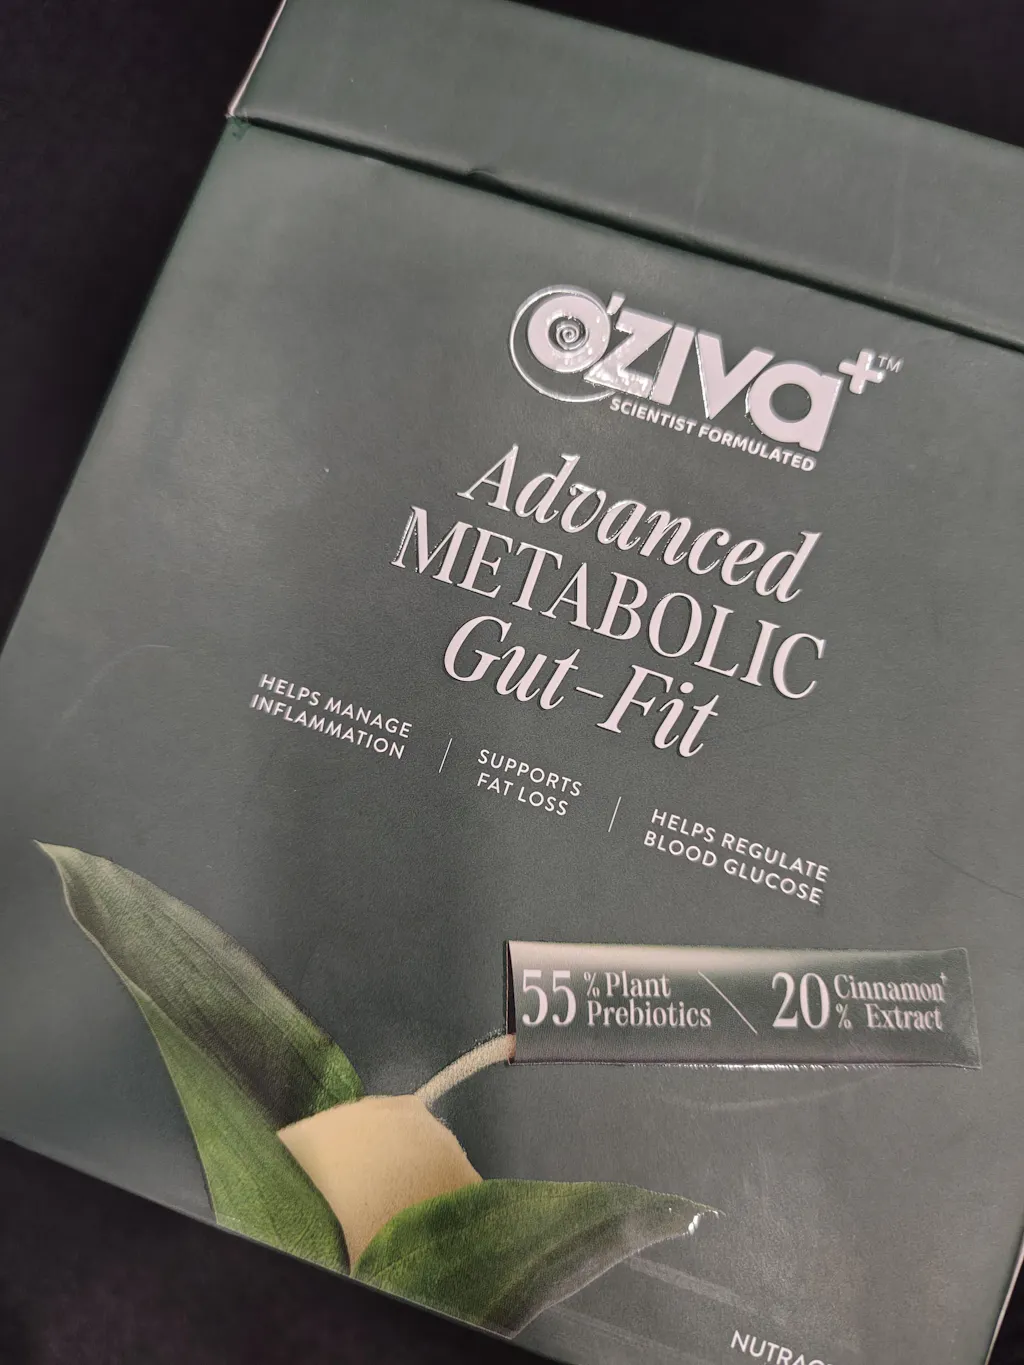 O'ZIVA+™
SCIENTIST FORMULATED
Advanced
METABOLIC
Gut-Fit
HELPS MANAGE
INFLAMMATION
SUPPORTS
FAT LOSS
HELPS REGULATE
BLOOD GLUCOSE
55% Plant
Prebiotics
20% Cinnamon†
Extract